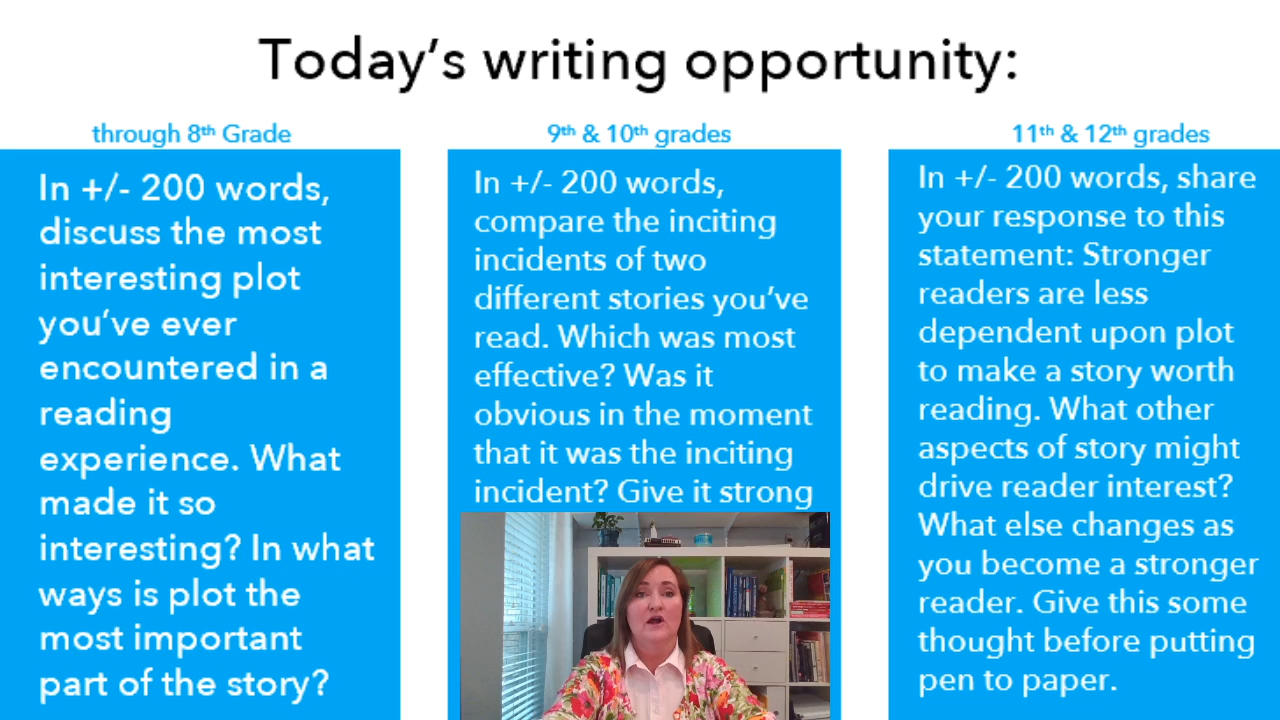 Today's writing opportunity:
through 8th Grade
In +/- 200 words,
discuss the most
interesting plot
you've ever
encountered in a
reading
experience. What
made it so
interesting? In what
ways is plot the
most important
part of the story?
9th & 10th grades
In +/- 200 words,
compare the inciting
incidents of two
different stories you've
read. Which was most
effective? Was it
obvious in the moment
that it was the inciting
incident? Give it strong
11th & 12th grades
In +/- 200 words, share
your response to this
statement: Stronger
readers are less
dependent upon plot
to make a story worth
reading. What other
aspects of story might
drive reader interest?
What else changes as
you become a stronger
reader. Give this some
thought before putting
pen to paper.